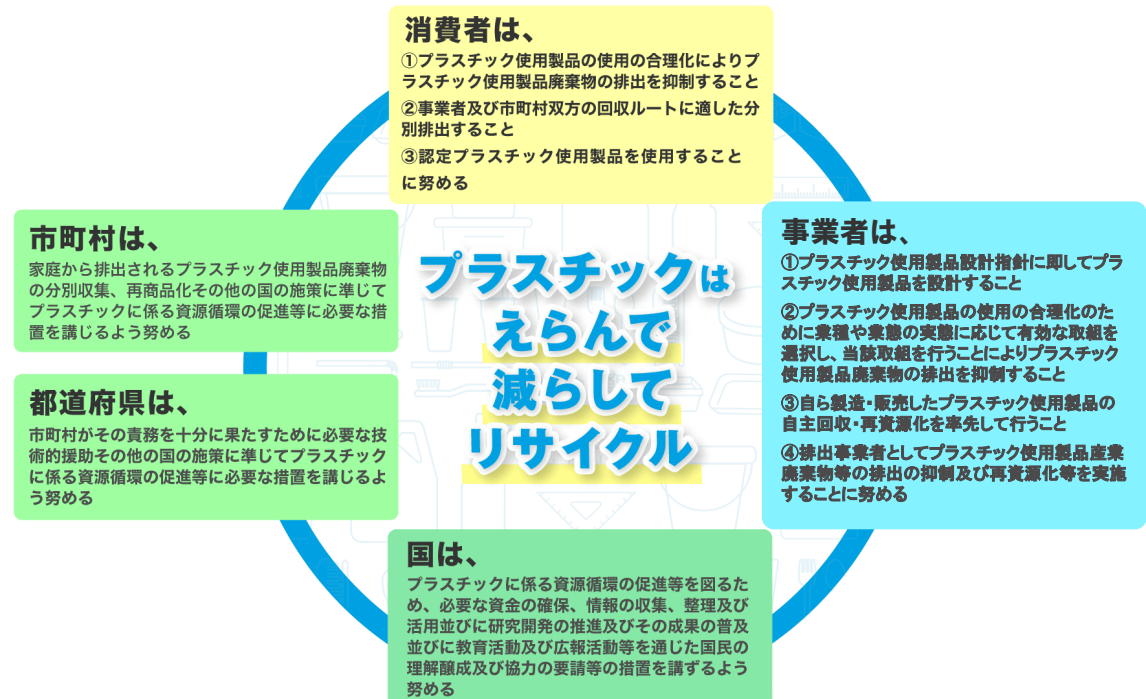 消費者は、
①プラスチック使用製品の使用の合理化によりプ
ラスチック使用製品廃棄物の排出を抑制すること
②事業者及び市町村双方の回収ルートに適した分
別排出すること
③認定プラスチック使用製品を使用すること
に努める
市町村は、
家庭から排出されるプラスチック使用製品廃棄物
の分別収集、再商品化その他の国の施策に準じて
プラスチックに係る資源循環の促進等に必要な措
置を講じるよう努める
都道府県は、
市町村がその責務を十分に果たすために必要な技
術的援助その他の国の施策に準じてプラスチック
に係る資源循環の促進等に必要な措置を講じるよ
う努める
プラスチックは
えらんで
減らして
リサイクル
事業者は、
①プラスチック使用製品設計指針に即してプラ
スチック使用製品を設計すること
②プラスチック使用製品の使用の合理化のた
めに業種や業態の実態に応じて有効な取組を
選択し、当該取組を行うことによりプラスチック
使用製品廃棄物の排出を抑制すること
③自ら製造・販売したプラスチック使用製品の
自主回収・再資源化を率先して行うこと
④排出事業者としてプラスチック使用製品産業
廃棄物等の排出の抑制及び再資源化等を実施
することに努める
国は、
プラスチックに係る資源循環の促進等を図るた
め、必要な資金の確保、情報の収集、整理及び
活用並びに研究開発の推進及びその成果の普及
並びに教育活動及び広報活動等を通じた国民の
理解醸成及び協力の要請等の措置を講ずるよう
努める